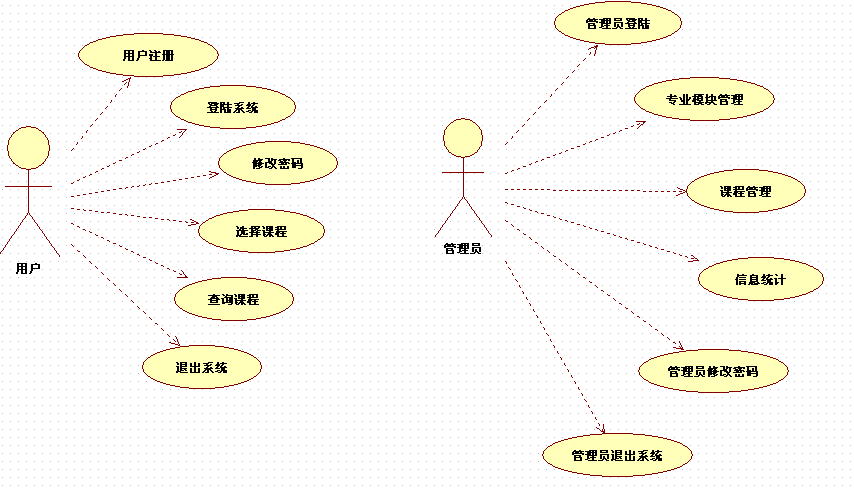 用户注册
登陆系统
修改密码
选择课程
查询课程
退出系统
用户
管理员登陆
专业模块管理
课程管理
信息统计
管理员修改密码
管理员退出系统
管理员